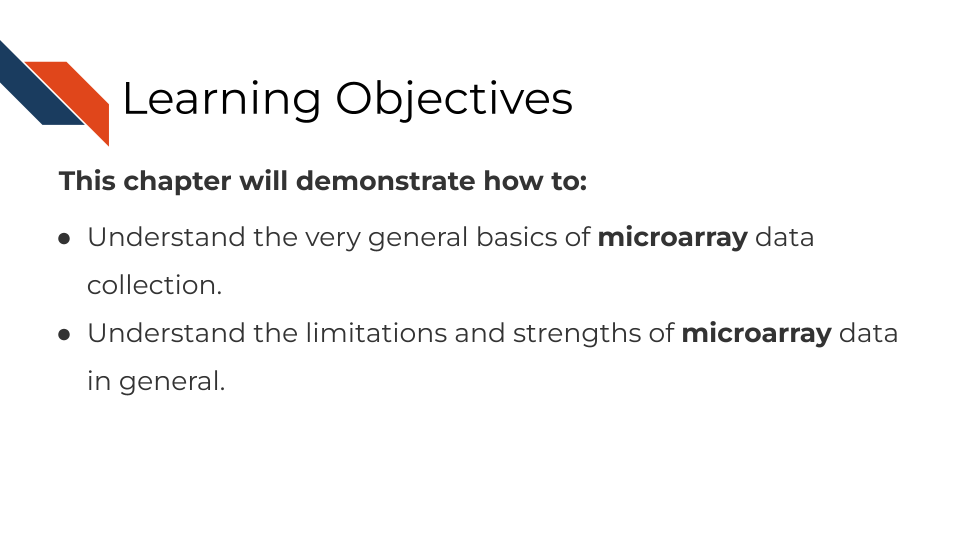 Learning Objectives
This chapter will demonstrate how to:
● Understand the very general basics of microarray data
collection.
● Understand the limitations and strengths of microarray data
in general.